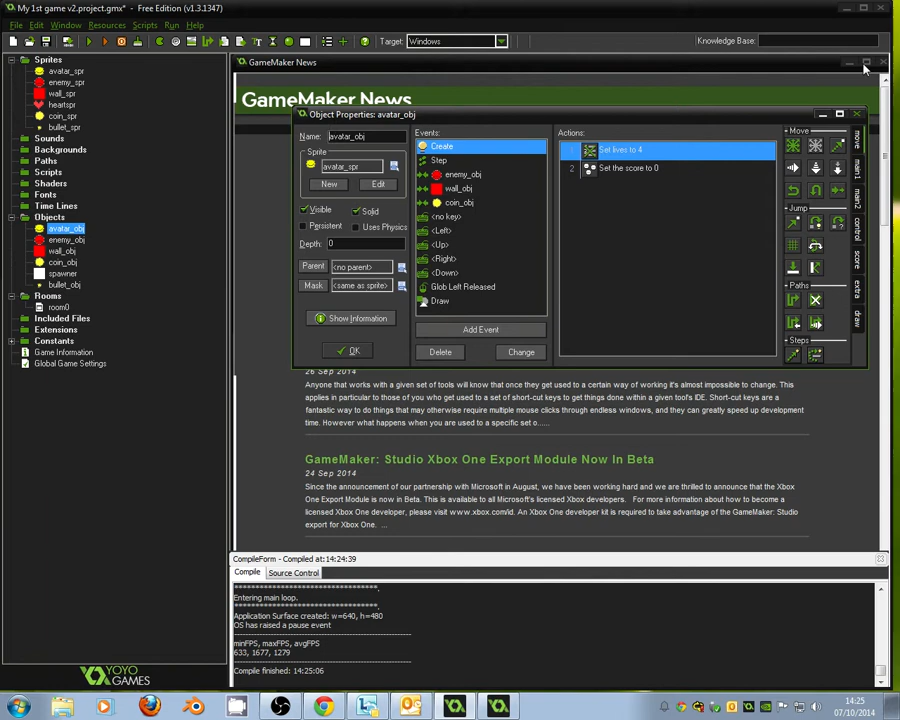 My 1st game v2.project.gmx* - Free Edition (v1.3.1347)
File Edit Window Resources Scripts Run Help
Target: Windows
Knowledge Base:
Sprites
avatar_spr
enemy_spr
wall_spr
heartspr
coin_spr
bullet_spr
Sounds
Backgrounds
Paths
Scripts
Shaders
Fonts
Time Lines
Objects
avatar_obj
enemy_obj
wall_obj
coin_obj
spawner
bullet_obj
Rooms
room0
Included Files
Extensions
Constants
Game Information
Global Game Settings
YOYO
GAMES
GameMaker News
GameMaker News
Object Properties: avatar_obj
Name: avatar_obj
Sprite
avatar_spr
New Edit
Visible Solid
Persistent Uses Physics
Depth: 0
Parent <no parent>
Mask <same as sprite>
Show Information
OK
Events:
Create
Step
enemy_obj
wall_obj
coin_obj
<no key>
<Left>
<Up>
<Right>
<Down>
Glob Left Released
Draw
Add Event
Delete Change
Actions:
1 Set lives to 4
2 Set the score to 0
Move
Jump
Paths
Steps
move
main1
main2
control
score
extra
draw
26 Sep 2014
Anyone that works with a given set of tools will know that once they get used to a certain way of working it's almost impossible to change. This
applies in particular to those of you who get used to a set of short-cut keys to get things done within a given tool's IDE. Short-cut keys are a
fantastic way to do things that may otherwise require multiple mouse clicks through endless windows, and they can greatly speed up development
time. However what happens when you are used to a specific set o......
GameMaker: Studio Xbox One Export Module Now In Beta
24 Sep 2014
Since the announcement of our partnership with Microsoft in August, we have been working hard and we are thrilled to announce that the Xbox
One Export Module is now in Beta. This is available to all Microsoft's licensed Xbox developers. For more information about how to become a
licensed Xbox One developer, please visit www.xbox.com/id. An Xbox One developer kit is required to take advantage of the GameMaker: Studio
export for Xbox One. ...
CompileForm - Compiled at:14:24:39
Compile Source Control
***************************************.
Entering main loop.
***************************************.
Application Surface created: w=640, h=480
OS has raised a pause event
minFPS, maxFPS, avgFPS
633, 1677, 1279
Compile finished: 14:25:06
14:25
07/10/2014